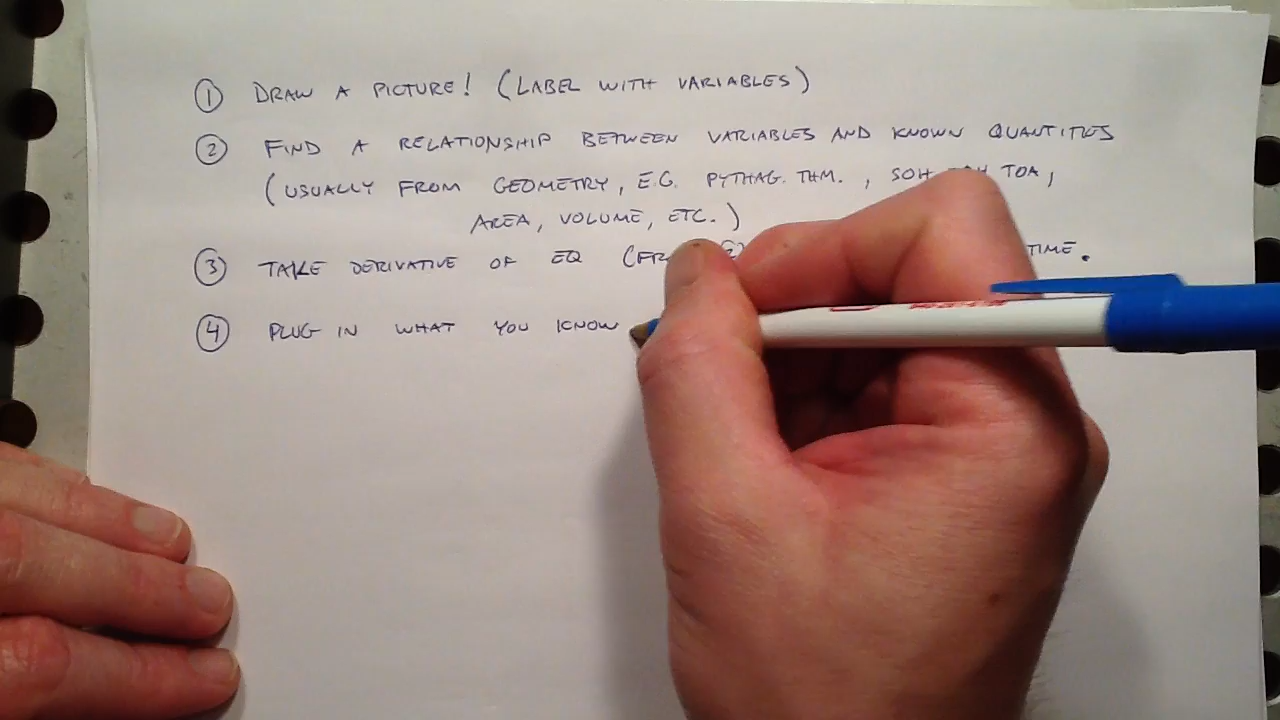 ① DRAW A PICTURE! (LABEL WITH VARIABLES)
② FIND A RELATIONSHIP BETWEEN VARIABLES AND KNOWN QUANTITIES
(USUALLY FROM GEOMETRY, E.G. PYTHAG. THM., SOH TOA,
AREA, VOLUME, ETC.)
③ TAKE DERIVATIVE OF EQ TIME.
④ PLUG IN WHAT YOU KNOW